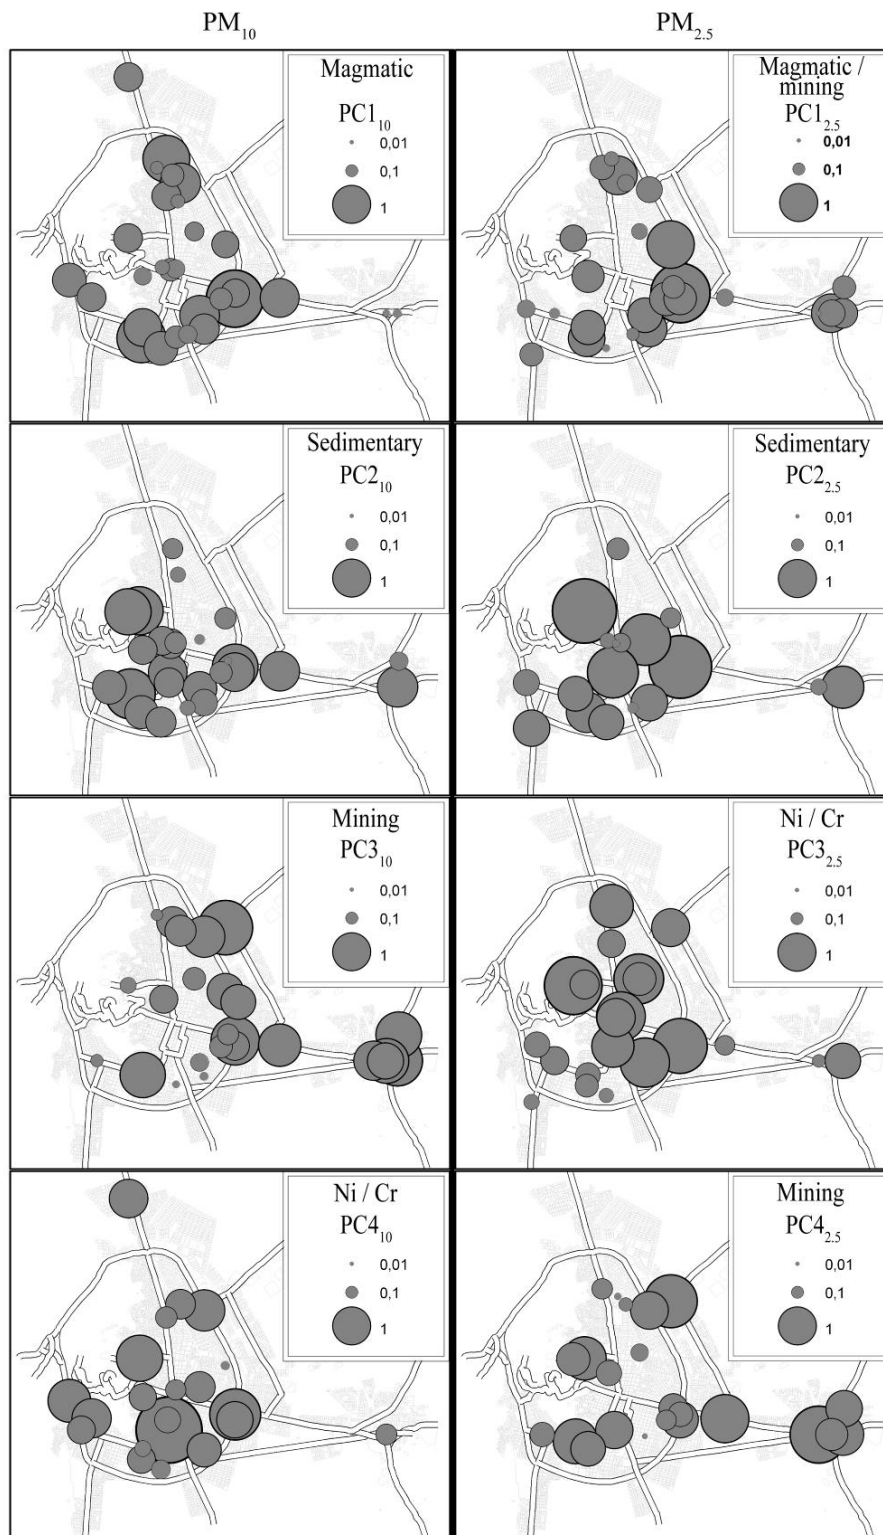 PM10
PM2.5
Magmatic
PC110
0,01
0,1
1
Magmatic /
mining
PC12.5
0,01
0,1
1
Sedimentary
PC210
0,01
0,1
1
Sedimentary
PC22.5
0,01
0,1
1
Mining
PC310
0,01
0,1
1
Ni / Cr
PC32.5
0,01
0,1
1
Ni / Cr
PC410
0,01
0,1
1
Mining
PC42.5
0,01
0,1
1